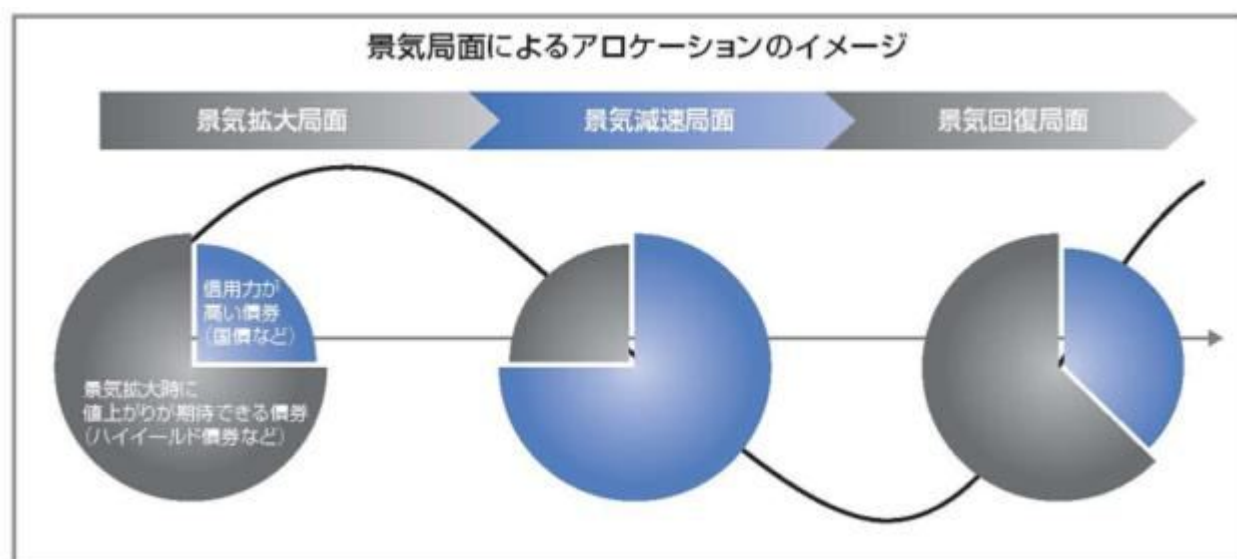 景気局面によるアロケーションのイメージ
景気拡大局面
景気減速局面
景気回復局面
信用力が
高い債券
(国債など)
景気拡大時に
値上がりが期待できる債券
(ハイイールド債券など)